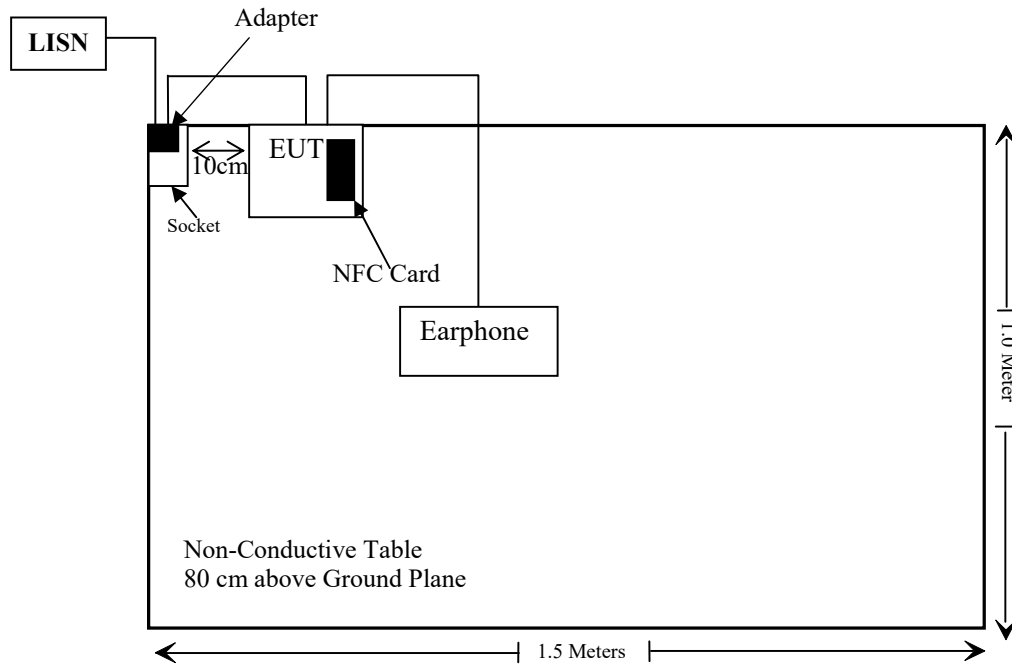 Adapter
LISN
EUT
10cm
Socket
NFC Card
Earphone
1.0 Meter
Non-Conductive Table
80 cm above Ground Plane
1.5 Meters